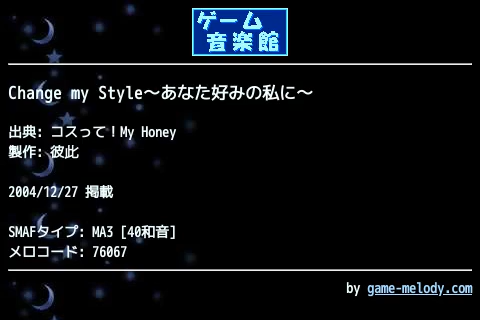 ゲーム
音楽館
Change my Style～あなた好みの私に～
出典: コスって！My Honey
製作: 彼此
2004/12/27 掲載
SMAFタイプ: MA3 [40和音]
メロコード: 76067
by game-melody.com